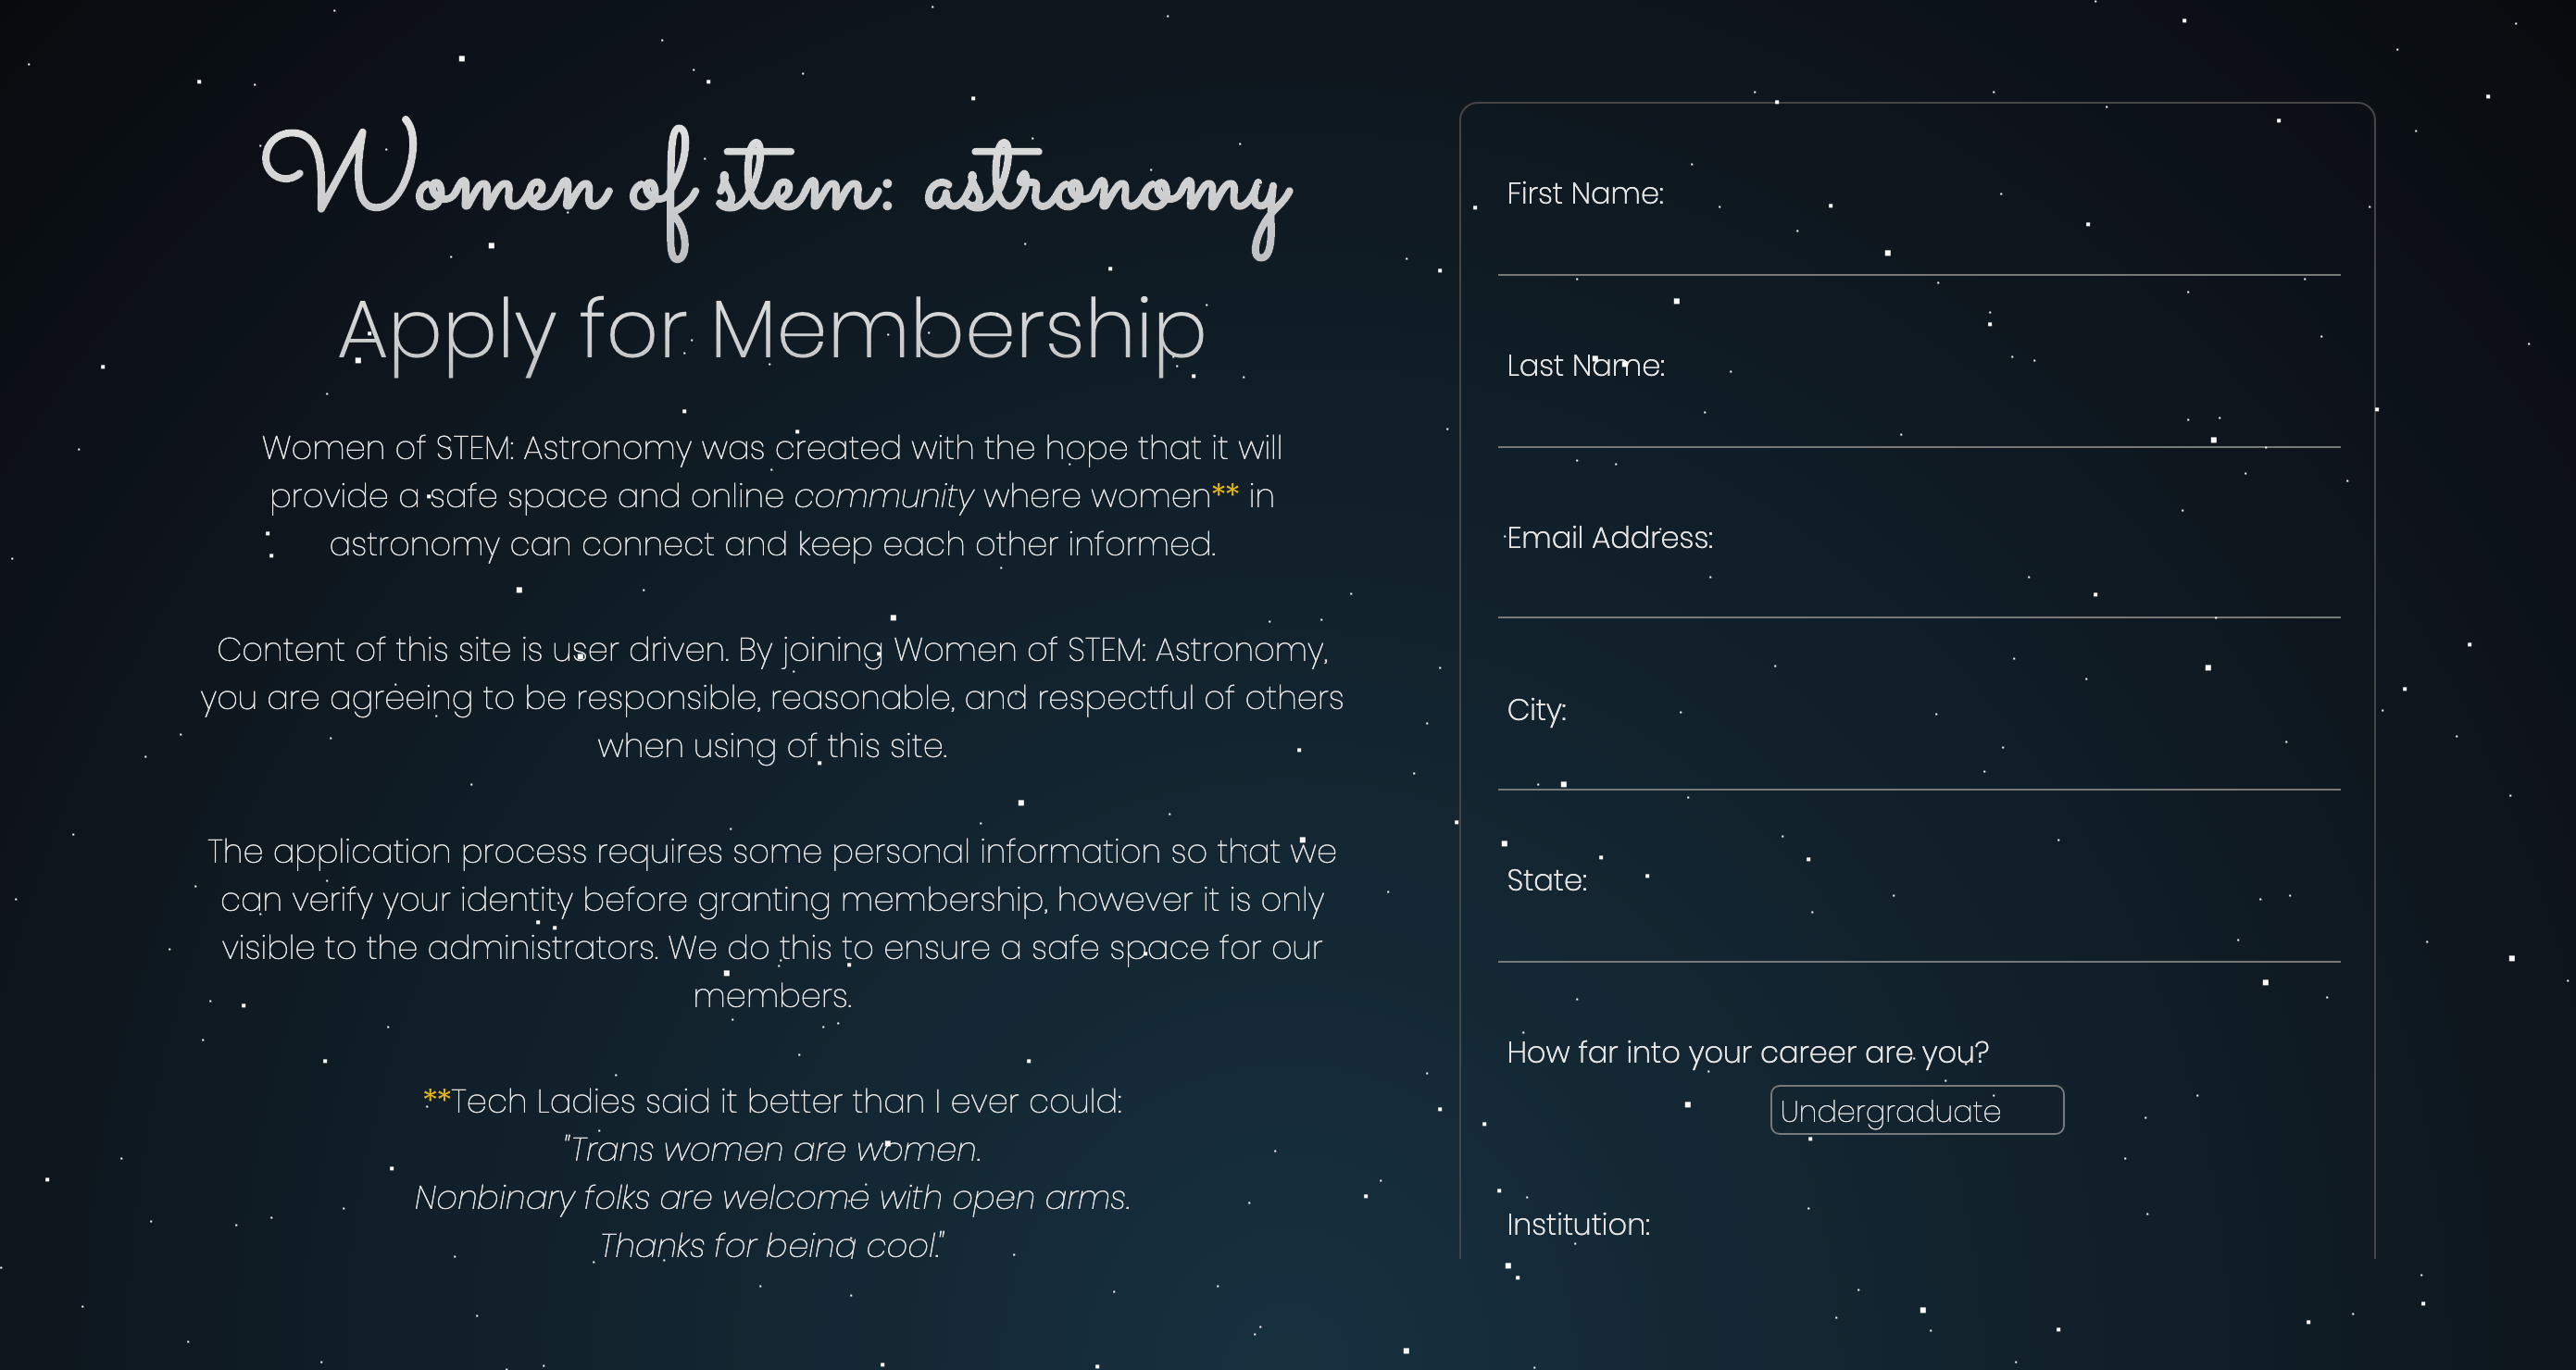 Women of stem: astronomy
Apply for Membership
Women of STEM: Astronomy was created with the hope that it will
provide a safe space and online community where women** in
astronomy can connect and keep each other informed.
Content of this site is user driven. By joining Women of STEM: Astronomy,
you are agreeing to be responsible, reasonable, and respectful of others
when using of this site.
The application process requires some personal information so that we
can verify your identity before granting membership, however it is only
visible to the administrators. We do this to ensure a safe space for our
members.
**Tech Ladies said it better than I ever could:
"Trans women are women.
Nonbinary folks are welcome with open arms.
Thanks for being cool."
First Name:
Last Name:
Email Address:
City:
State:
How far into your career are you?
Undergraduate
Institution: